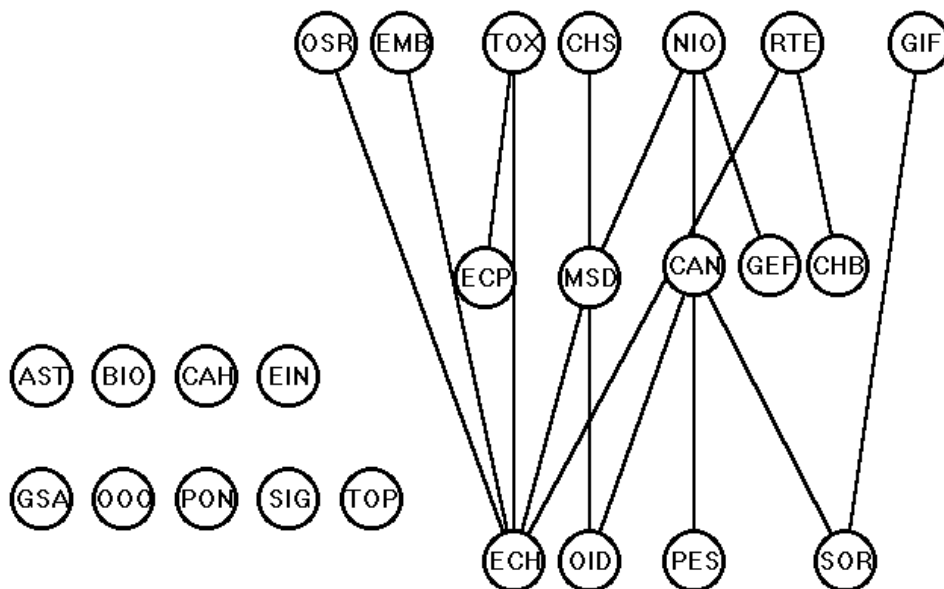 OSR EMB TOX CHS NIO RTE GIF
ECP MSD CAN GEF CHB
AST BIO CAH EIN
GSA OOO PON SIG TOP
ECH OID PES SOR